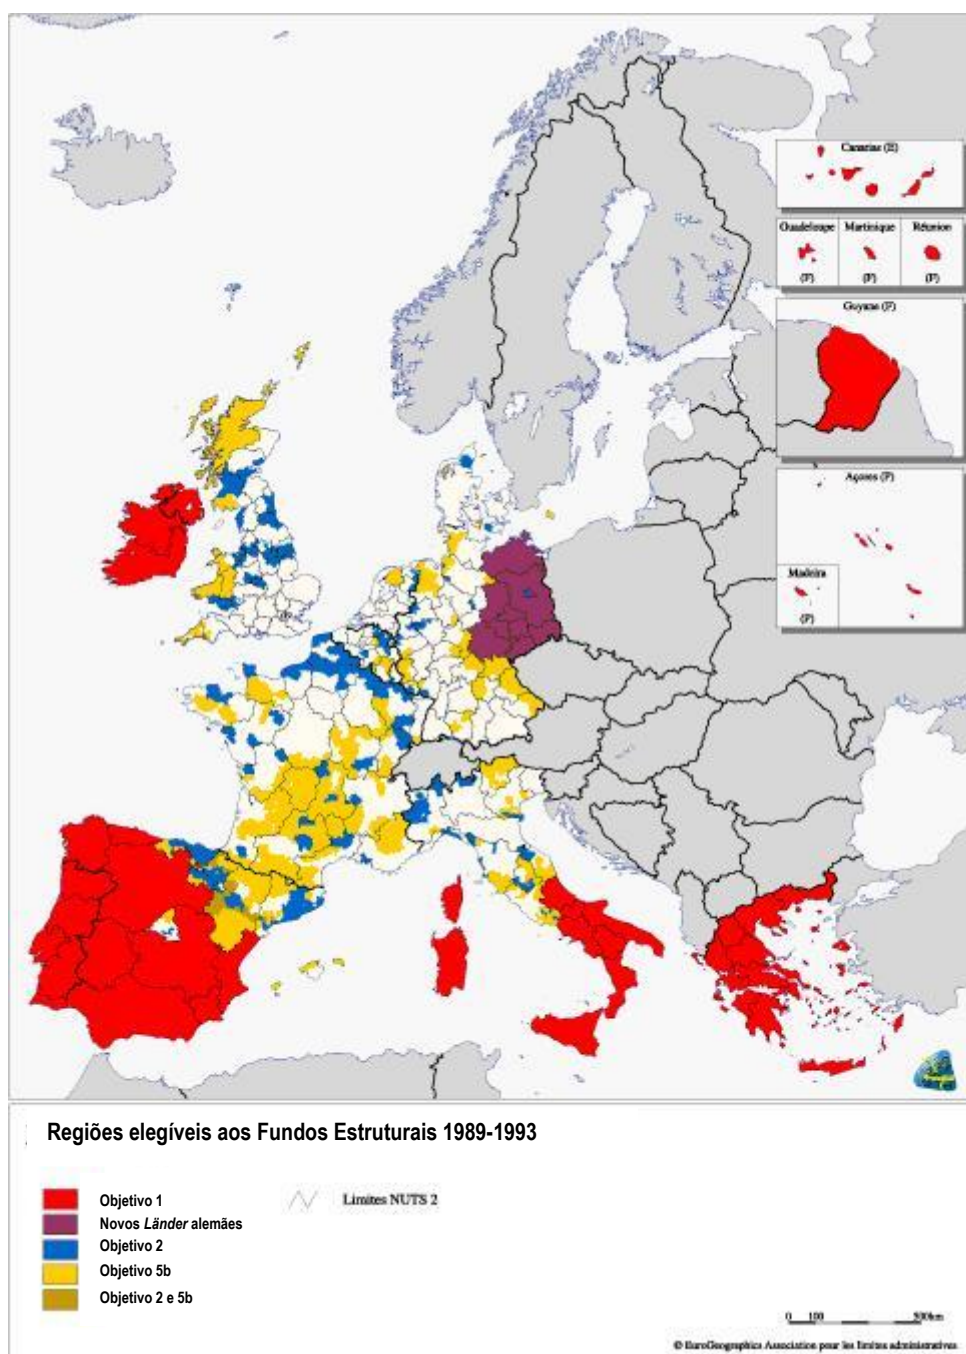 Canarias (E)
Guadeloupe
Martinique
Réunion
(F)
(F)
(F)
Guyane (F)
Açores (P)
Madeira
(P)
Regiões elegíveis aos Fundos Estruturais 1989-1993
Objetivo 1
Limites NUTS 2
Novos Länder alemães
Objetivo 2
Objetivo 5b
Objetivo 2 e 5b
0 100 500km
© EuroGeographics Association pour les limites administratives